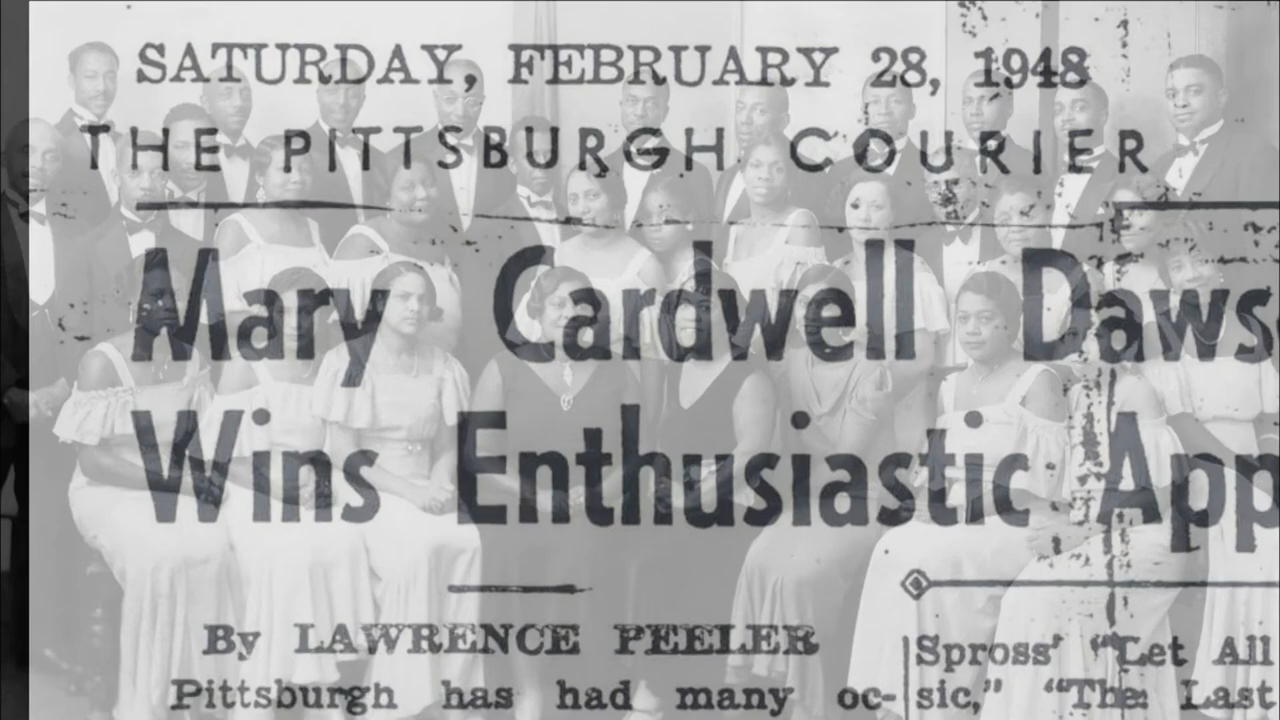 SATURDAY, FEBRUARY 28, 1948
THE PITTSBURGH COURIER
Mary Cardwell Daws
Wins Enthusiastic App
By LAWRENCE PEELER
Pittsburgh has had many oc-
Spross' "Let All
sic," "The Last